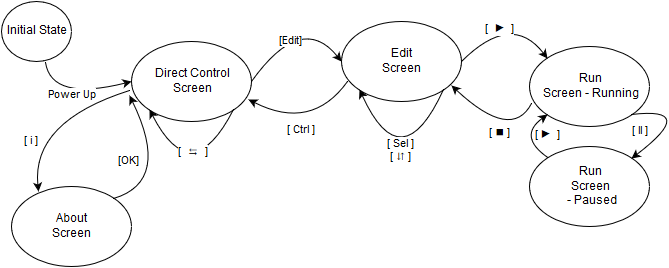 Initial State
Power Up
Direct Control
Screen
[Edit]
Edit
Screen
[ ► ]
Run
Screen - Running
[ Ctrl ]
[ ■ ]
[ ► ]
[ II ]
[ i ]
[OK]
[ ⇆ ]
[ Sel ]
[ ↓↑ ]
Run
Screen
- Paused
About
Screen